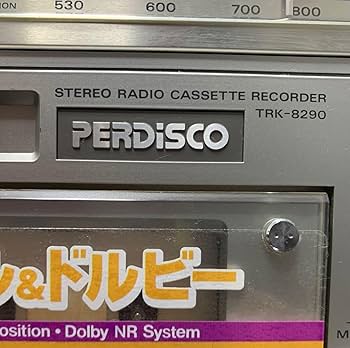 530 600 700 800
STEREO RADIO CASSETTE RECORDER
TRK-8290
PERDiSCO
&ドルビー
osition • Dolby NR System